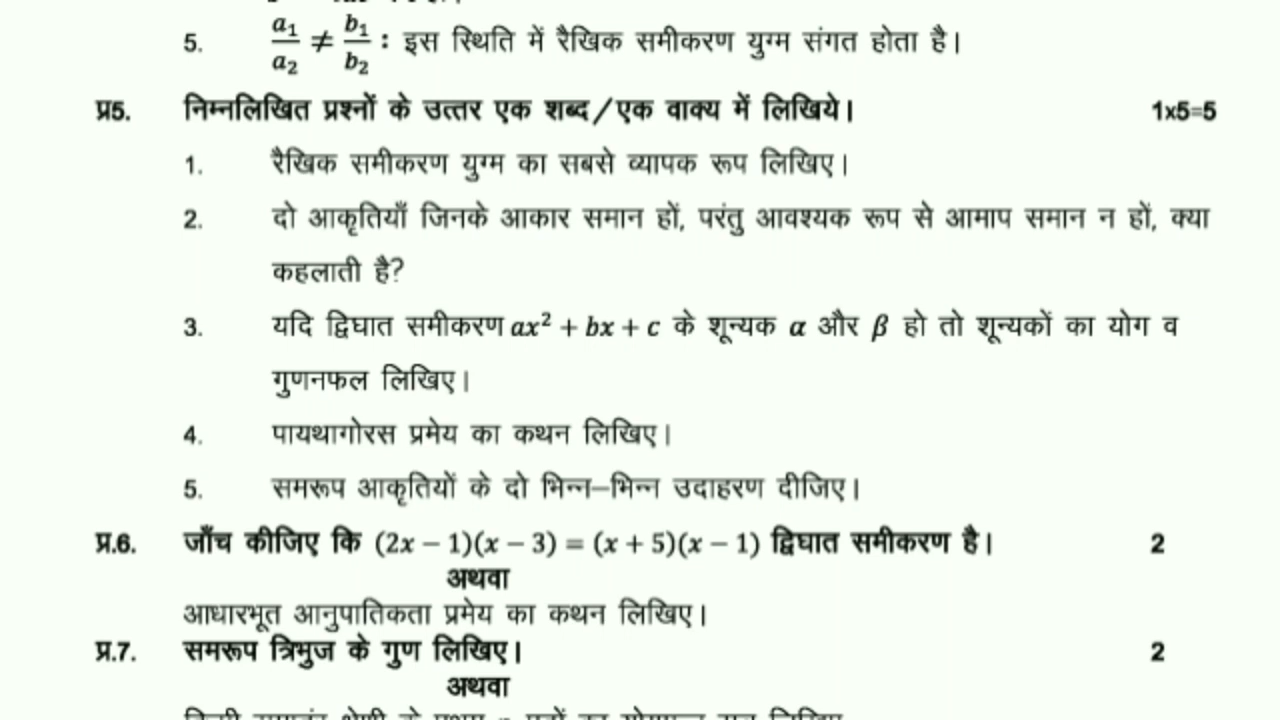 5. a₁/a₂ ≠ b₁/b₂ : इस स्थिति में रैखिक समीकरण युग्म संगत होता है।
प्र5. निम्नलिखित प्रश्नों के उत्तर एक शब्द/एक वाक्य में लिखिये। 1x5=5
1. रैखिक समीकरण युग्म का सबसे व्यापक रूप लिखिए।
2. दो आकृतियाँ जिनके आकार समान हों, परंतु आवश्यक रूप से आमाप समान न हों, क्या
कहलाती है?
3. यदि द्विघात समीकरण ax² + bx + c के शून्यक α और β हो तो शून्यकों का योग व
गुणनफल लिखिए।
4. पायथागोरस प्रमेय का कथन लिखिए।
5. समरूप आकृतियों के दो भिन्न–भिन्न उदाहरण दीजिए।
प्र.6. जाँच कीजिए कि (2x – 1)(x – 3) = (x + 5)(x – 1) द्विघात समीकरण है। 2
अथवा
आधारभूत आनुपातिकता प्रमेय का कथन लिखिए।
प्र.7. समरूप त्रिभुज के गुण लिखिए। 2
अथवा